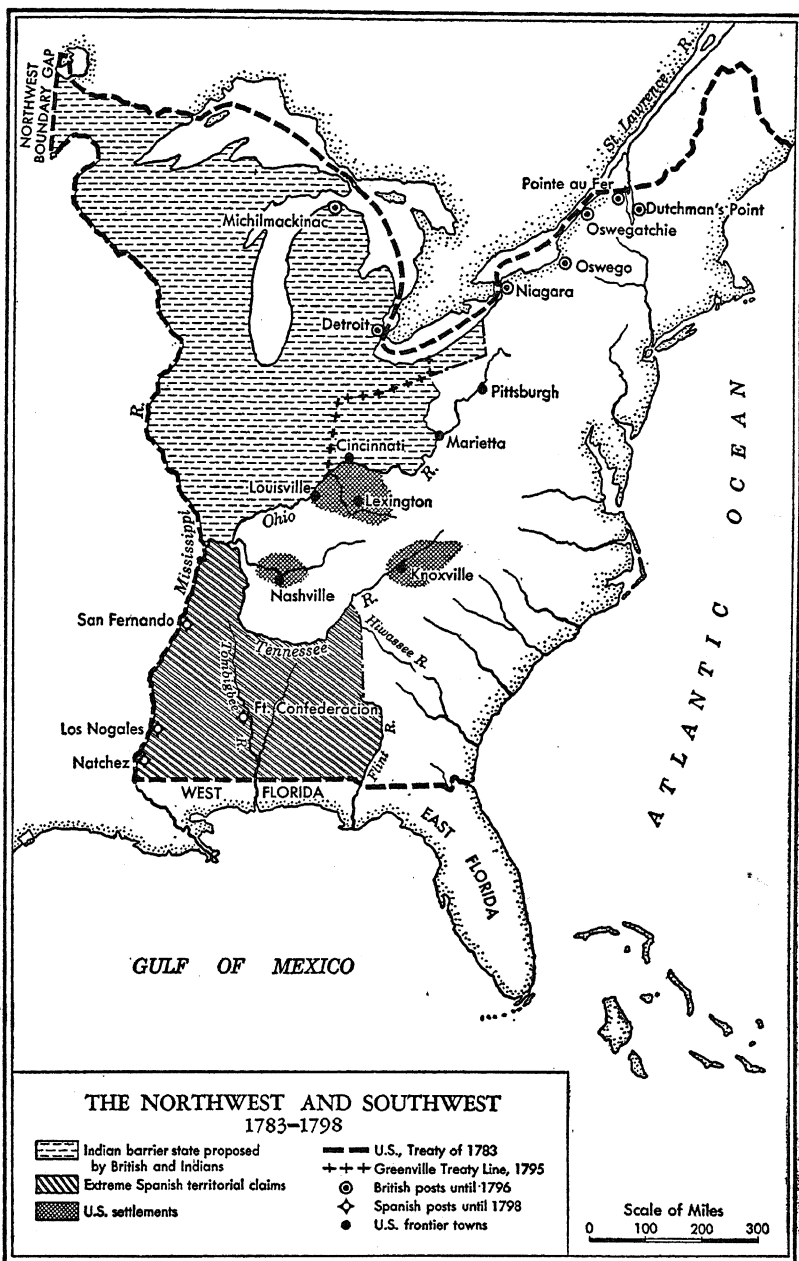 NORTHWEST
BOUNDARY GAP
St. Lawrence R.
Pointe au Fer
Dutchman's Point
Oswegatchie
Michilmackinac
Oswego
Niagara
Detroit
Pittsburgh
R.
Cincinnati
Marietta
R.
Louisville
Lexington
Ohio
Mississippi
Nashville
Knoxville
San Fernando
R.
Tennessee
Hiwassee R.
Tombigbee R.
Ft. Confederacion
Los Nogales
R.
Natchez
Flint
WEST FLORIDA
EAST FLORIDA
ATLANTIC OCEAN
GULF OF MEXICO
THE NORTHWEST AND SOUTHWEST
1783–1798
Indian barrier state proposed
by British and Indians
Extreme Spanish territorial claims
U.S. settlements
U.S., Treaty of 1783
Greenville Treaty Line, 1795
British posts until 1796
Spanish posts until 1798
U.S. frontier towns
Scale of Miles
0 100 200 300